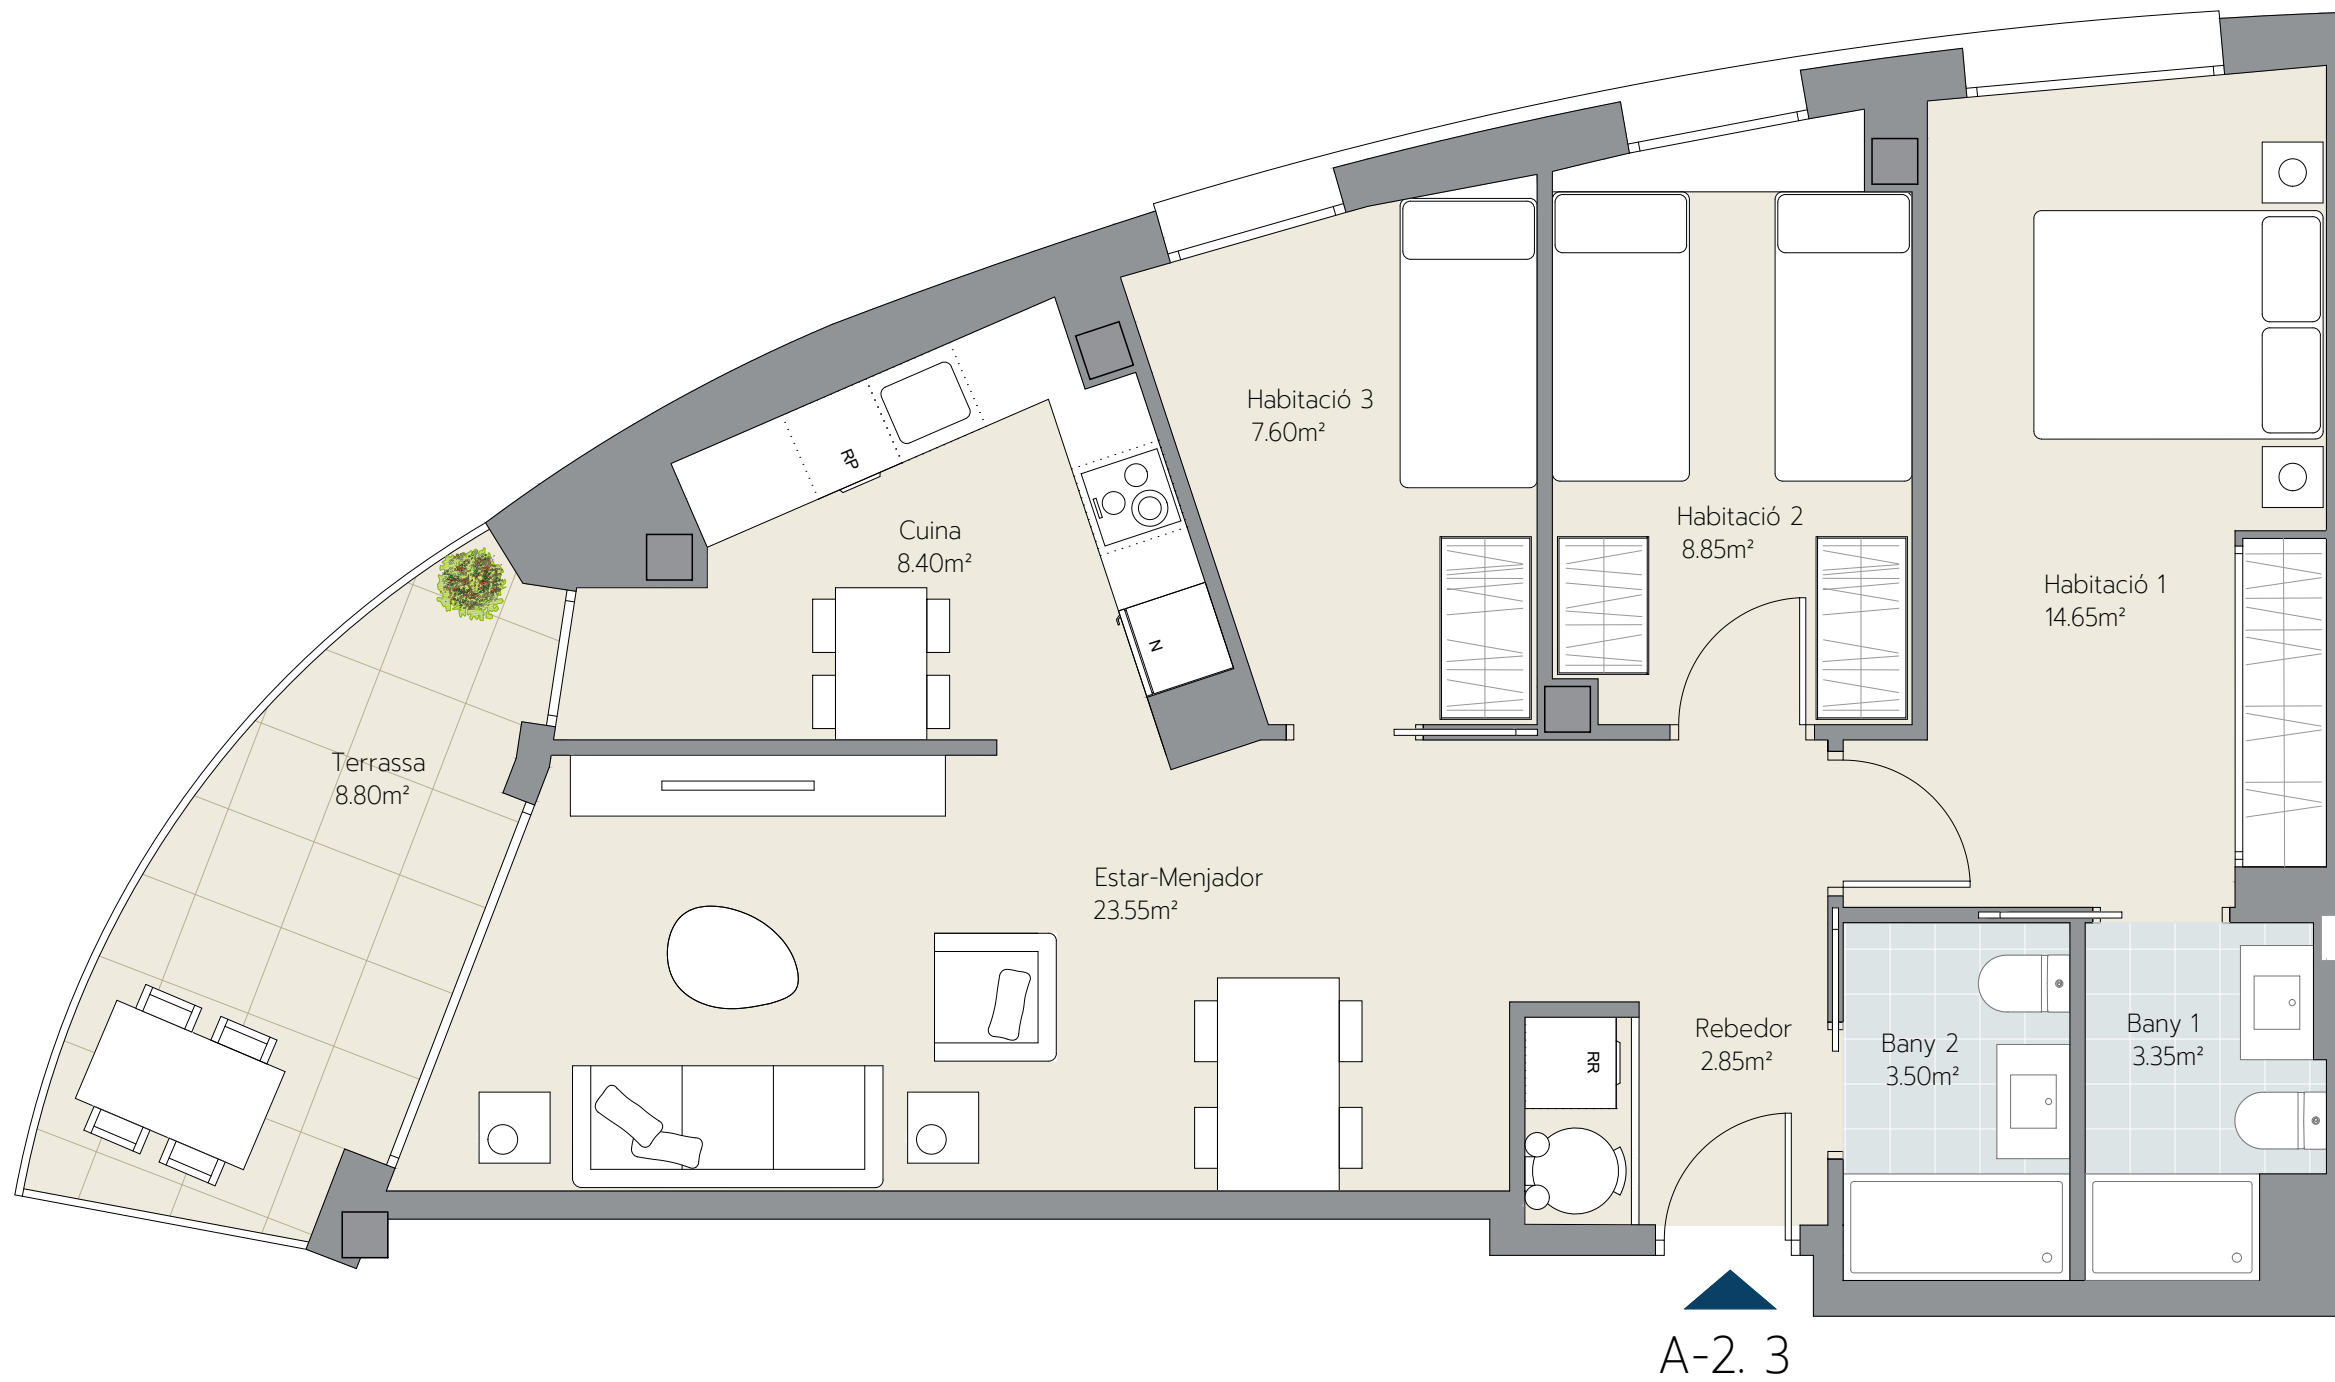 Habitació 3
7.60m²
RP
Cuina
8.40m²
Habitació 2
8.85m²
Habitació 1
14.65m²
N
Terrassa
8.80m²
Estar-Menjador
23.55m²
RR
Rebedor
2.85m²
Bany 2
3.50m²
Bany 1
3.35m²
A-2. 3